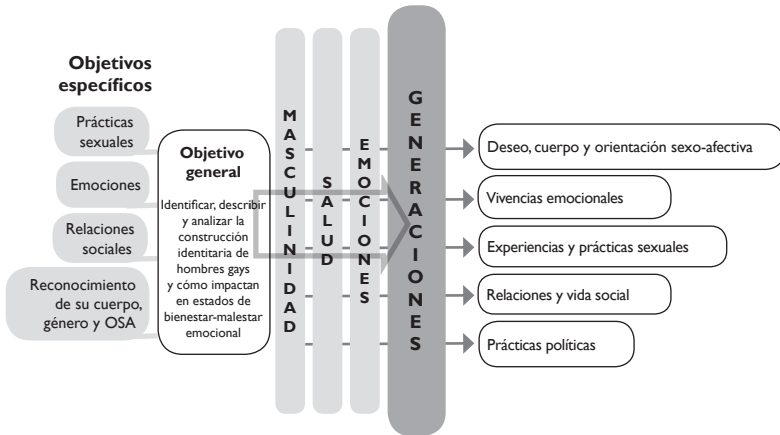 Objetivos
específicos
Prácticas
sexuales
Emociones
Relaciones
sociales
Reconocimiento
de su cuerpo,
género y OSA
Objetivo
general
Identificar, describir
y analizar la
construcción
identitaria de
hombres gays
y cómo impactan
en estados de
bienestar-malestar
emocional
MASCULINIDAD
SALUD
EMOCIONES
GENERACIONES
Deseo, cuerpo y orientación sexo-afectiva
Vivencias emocionales
Experiencias y prácticas sexuales
Relaciones y vida social
Prácticas políticas